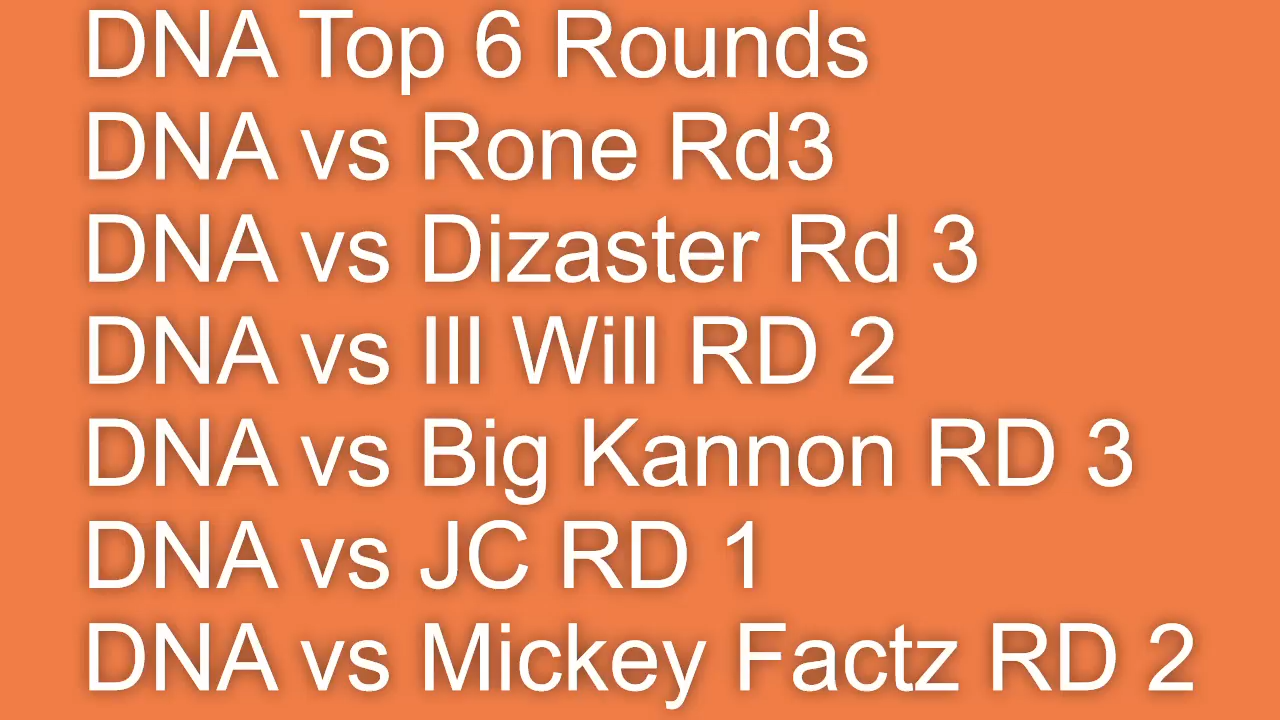 DNA Top 6 Rounds
DNA vs Rone Rd3
DNA vs Dizaster Rd 3
DNA vs Ill Will RD 2
DNA vs Big Kannon RD 3
DNA vs JC RD 1
DNA vs Mickey Factz RD 2